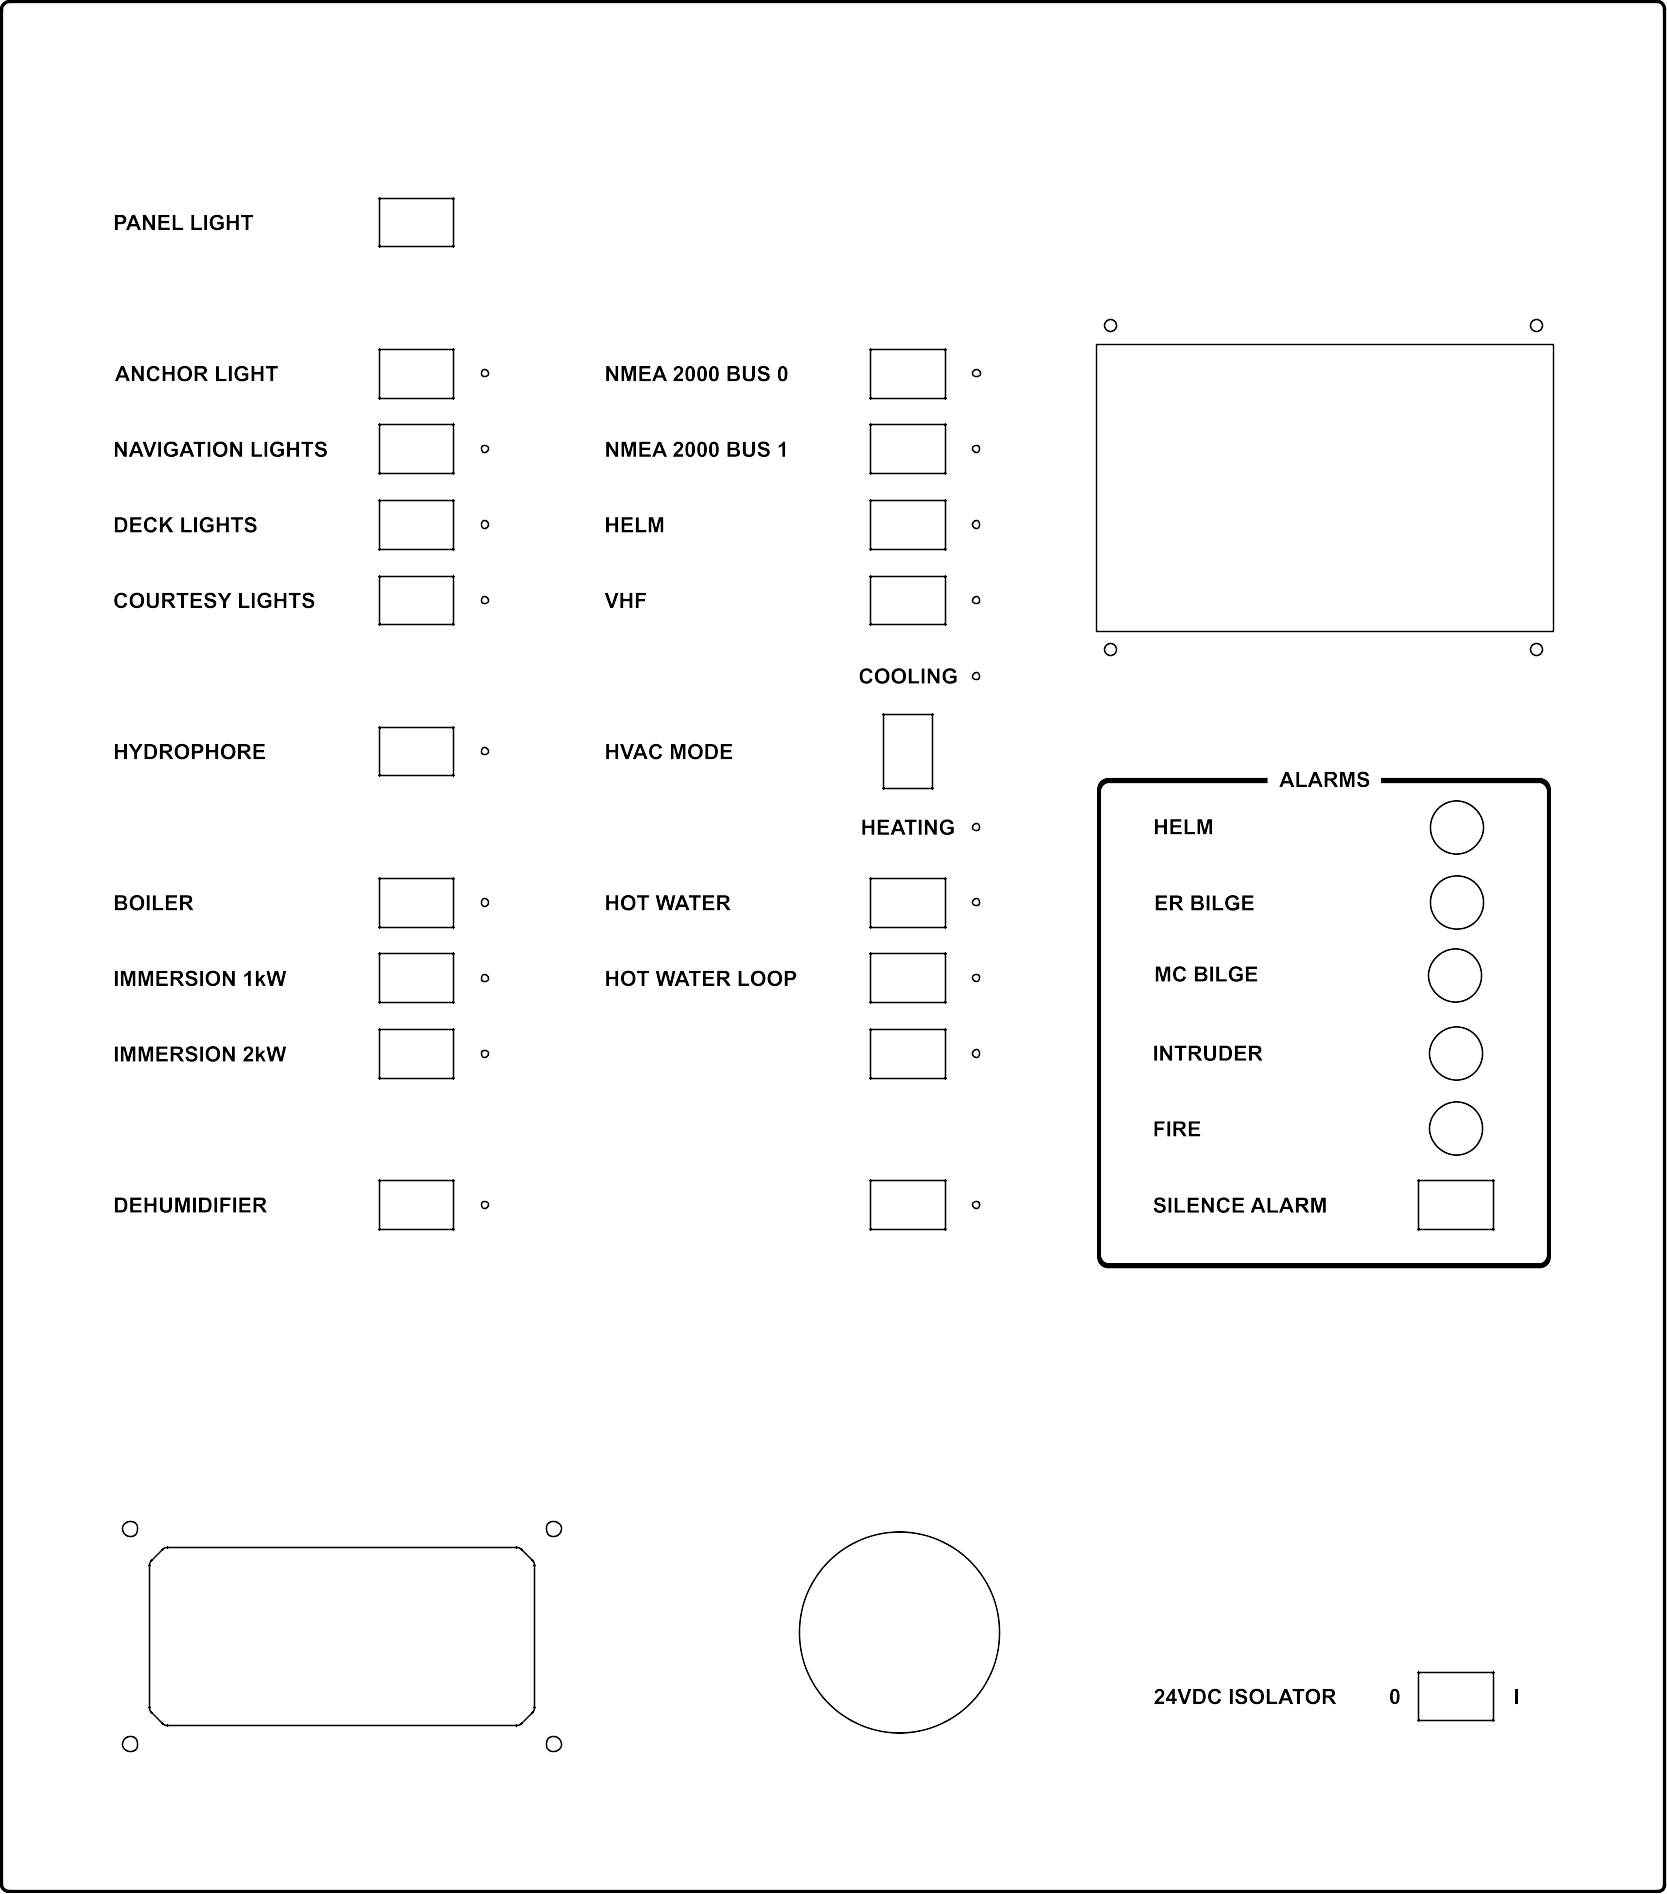 PANEL LIGHT
ANCHOR LIGHT
NAVIGATION LIGHTS
DECK LIGHTS
COURTESY LIGHTS
HYDROPHORE
BOILER
IMMERSION 1kW
IMMERSION 2kW
DEHUMIDIFIER
NMEA 2000 BUS 0
NMEA 2000 BUS 1
HELM
VHF
COOLING
HVAC MODE
HEATING
HOT WATER
HOT WATER LOOP
ALARMS
HELM
ER BILGE
MC BILGE
INTRUDER
FIRE
SILENCE ALARM
24VDC ISOLATOR 0 I